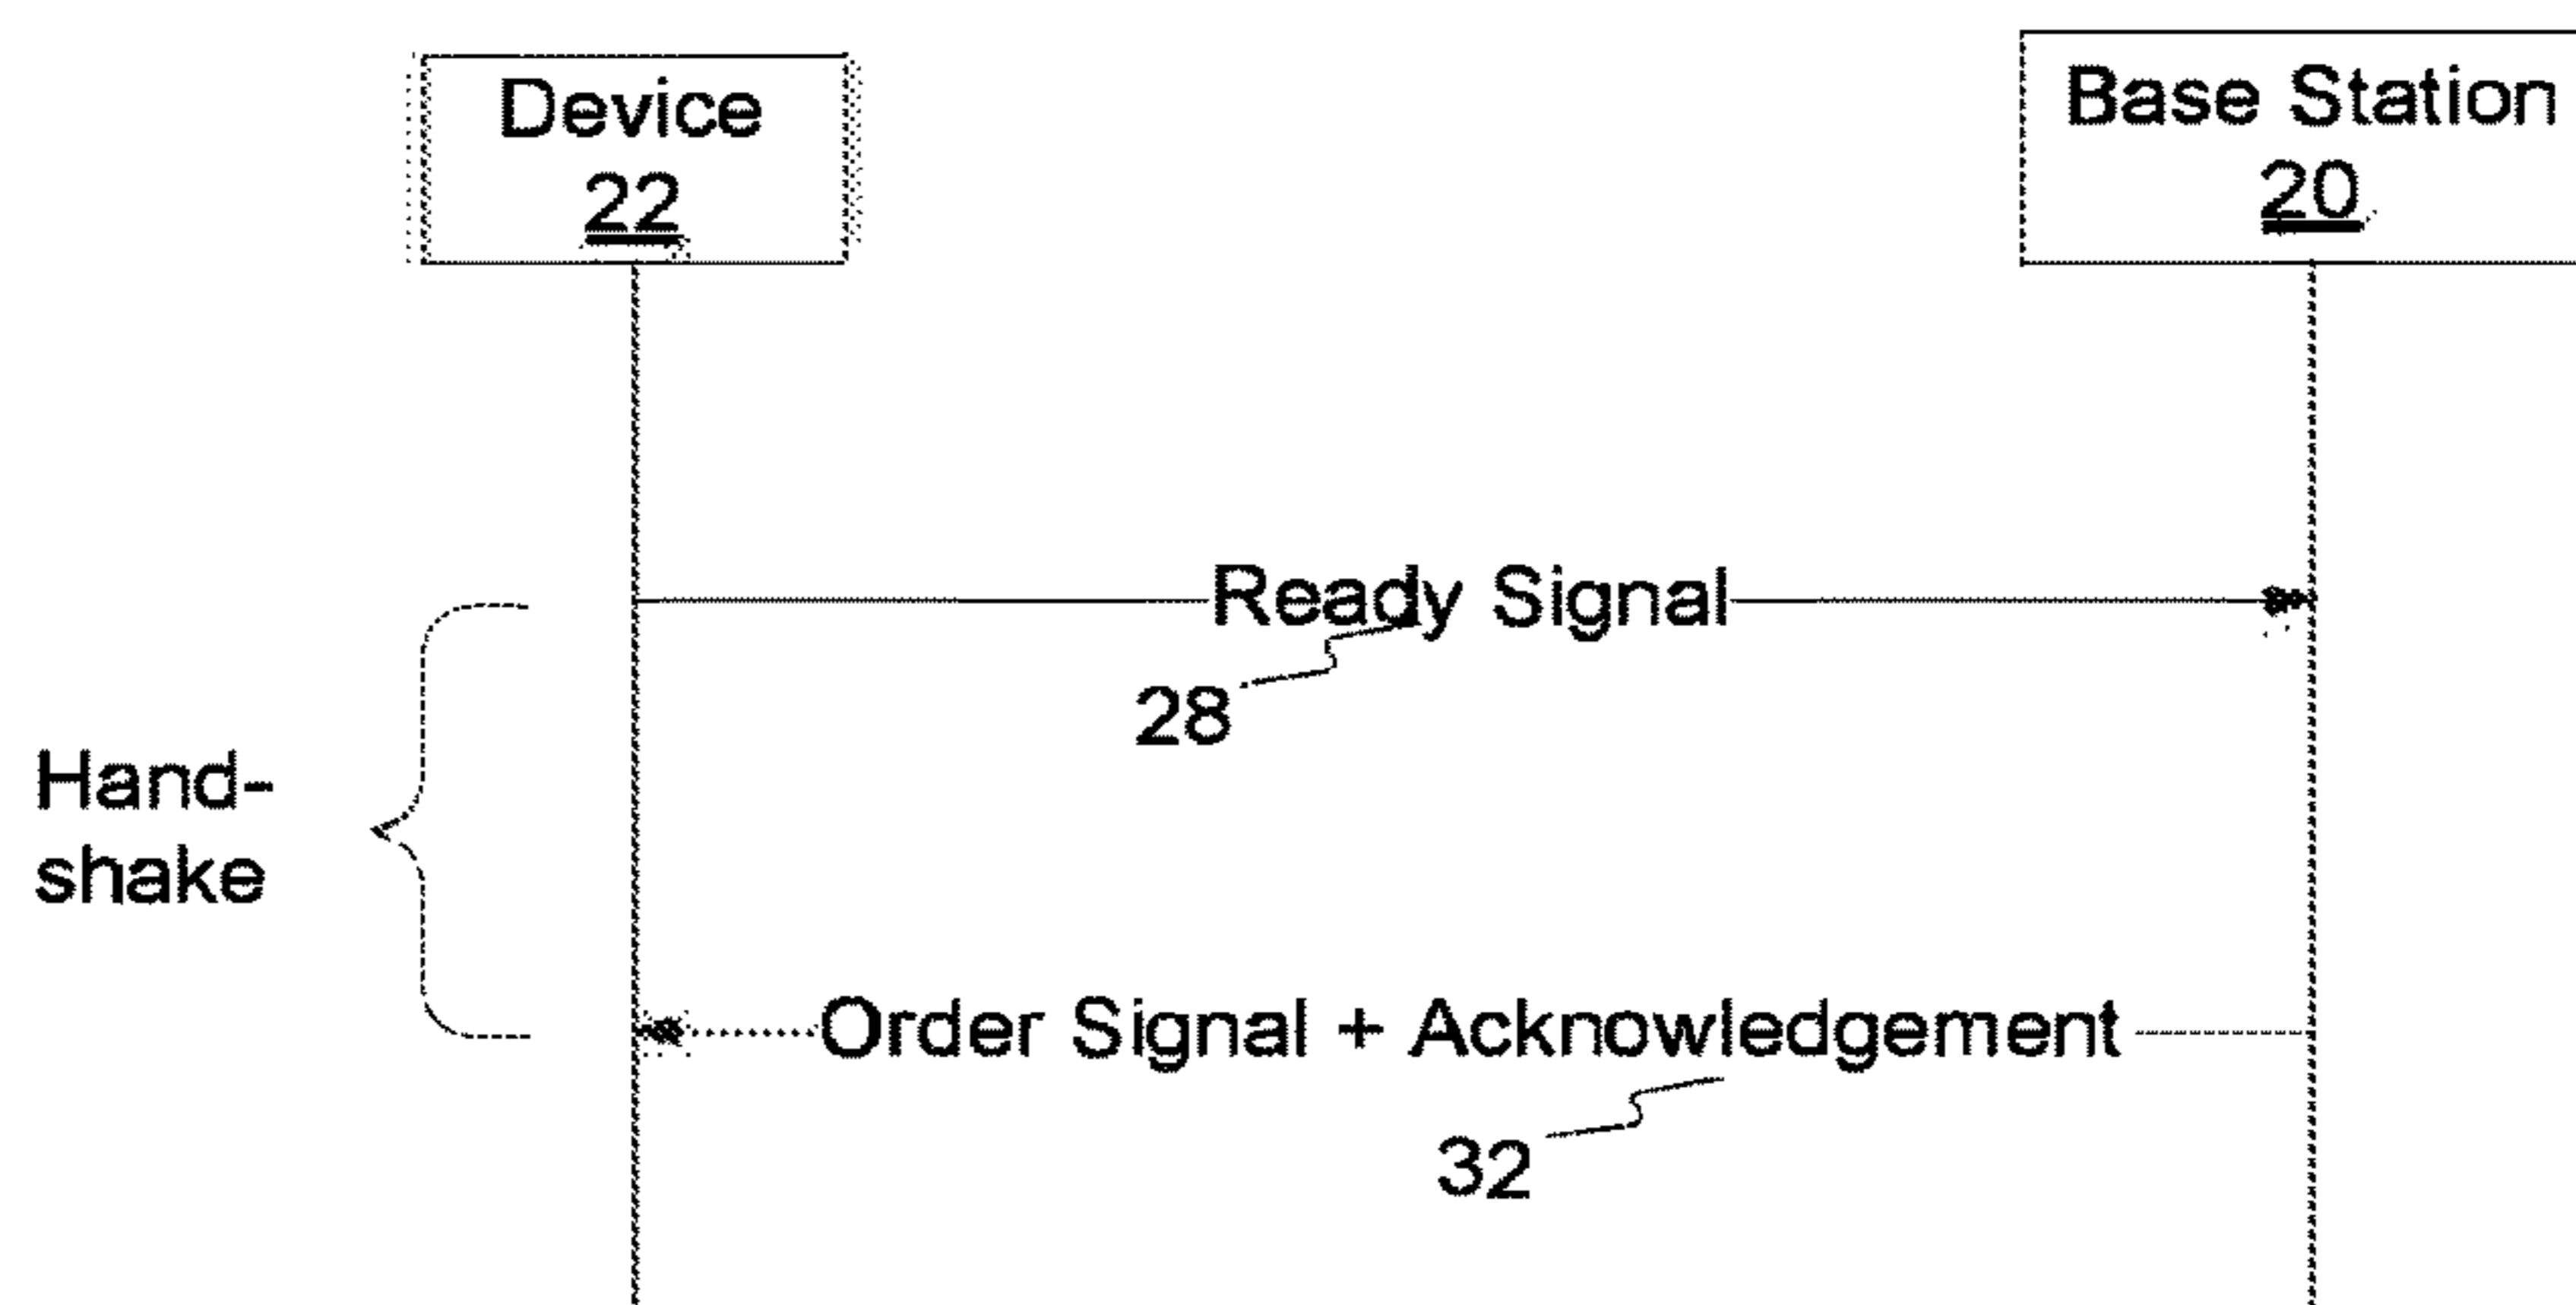 Device
22
Base Station
20
Ready Signal
28
Hand-
shake
Order Signal + Acknowledgement
32